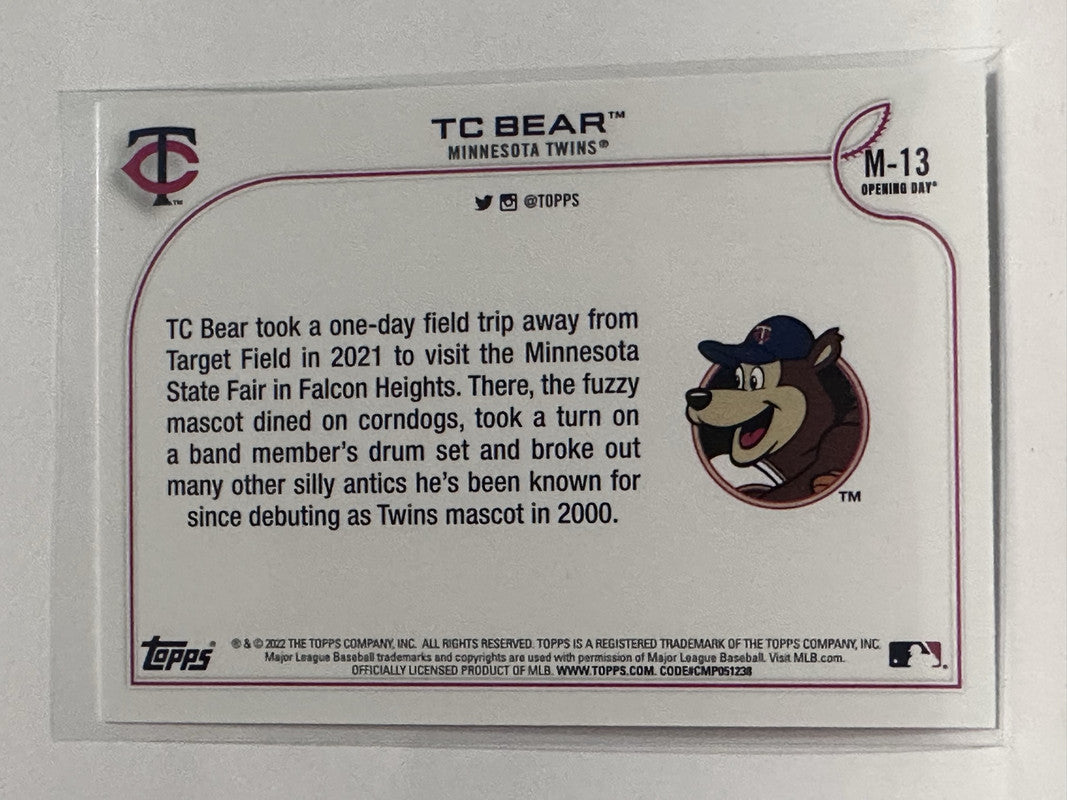 TC
TC BEAR™
MINNESOTA TWINS®
M-13
OPENING DAY®
@TOPPS
TC Bear took a one-day field trip away from
Target Field in 2021 to visit the Minnesota
State Fair in Falcon Heights. There, the fuzzy
mascot dined on corndogs, took a turn on
a band member's drum set and broke out
many other silly antics he's been known for
since debuting as Twins mascot in 2000.
TC
TM
topps®
® & © 2022 THE TOPPS COMPANY, INC. ALL RIGHTS RESERVED. TOPPS IS A REGISTERED TRADEMARK OF THE TOPPS COMPANY, INC.
Major League Baseball trademarks and copyrights are used with permission of Major League Baseball. Visit MLB.com.
OFFICIALLY LICENSED PRODUCT OF MLB. WWW.TOPPS.COM. CODE#CMP051238